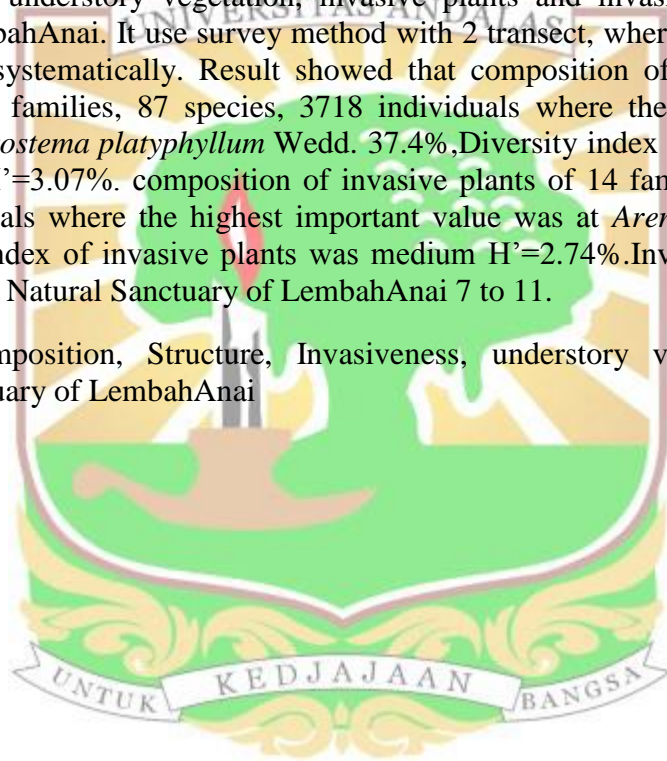 understory vegetation, invasive plants and invasi
UNIVERSITAS ANDALAS
bahAnai. It use survey method with 2 transect, wher
systematically. Result showed that composition of
families, 87 species, 3718 individuals where the
ostema platyphyllum Wedd. 37.4%,Diversity index
H’=3.07%. composition of invasive plants of 14 fam
als where the highest important value was at Aren
ndex of invasive plants was medium H’=2.74%.Inv
Natural Sanctuary of LembahAnai 7 to 11.
mposition, Structure, Invasiveness, understory v
uary of LembahAnai
UNTUK KEDJAJAAN BANGSA